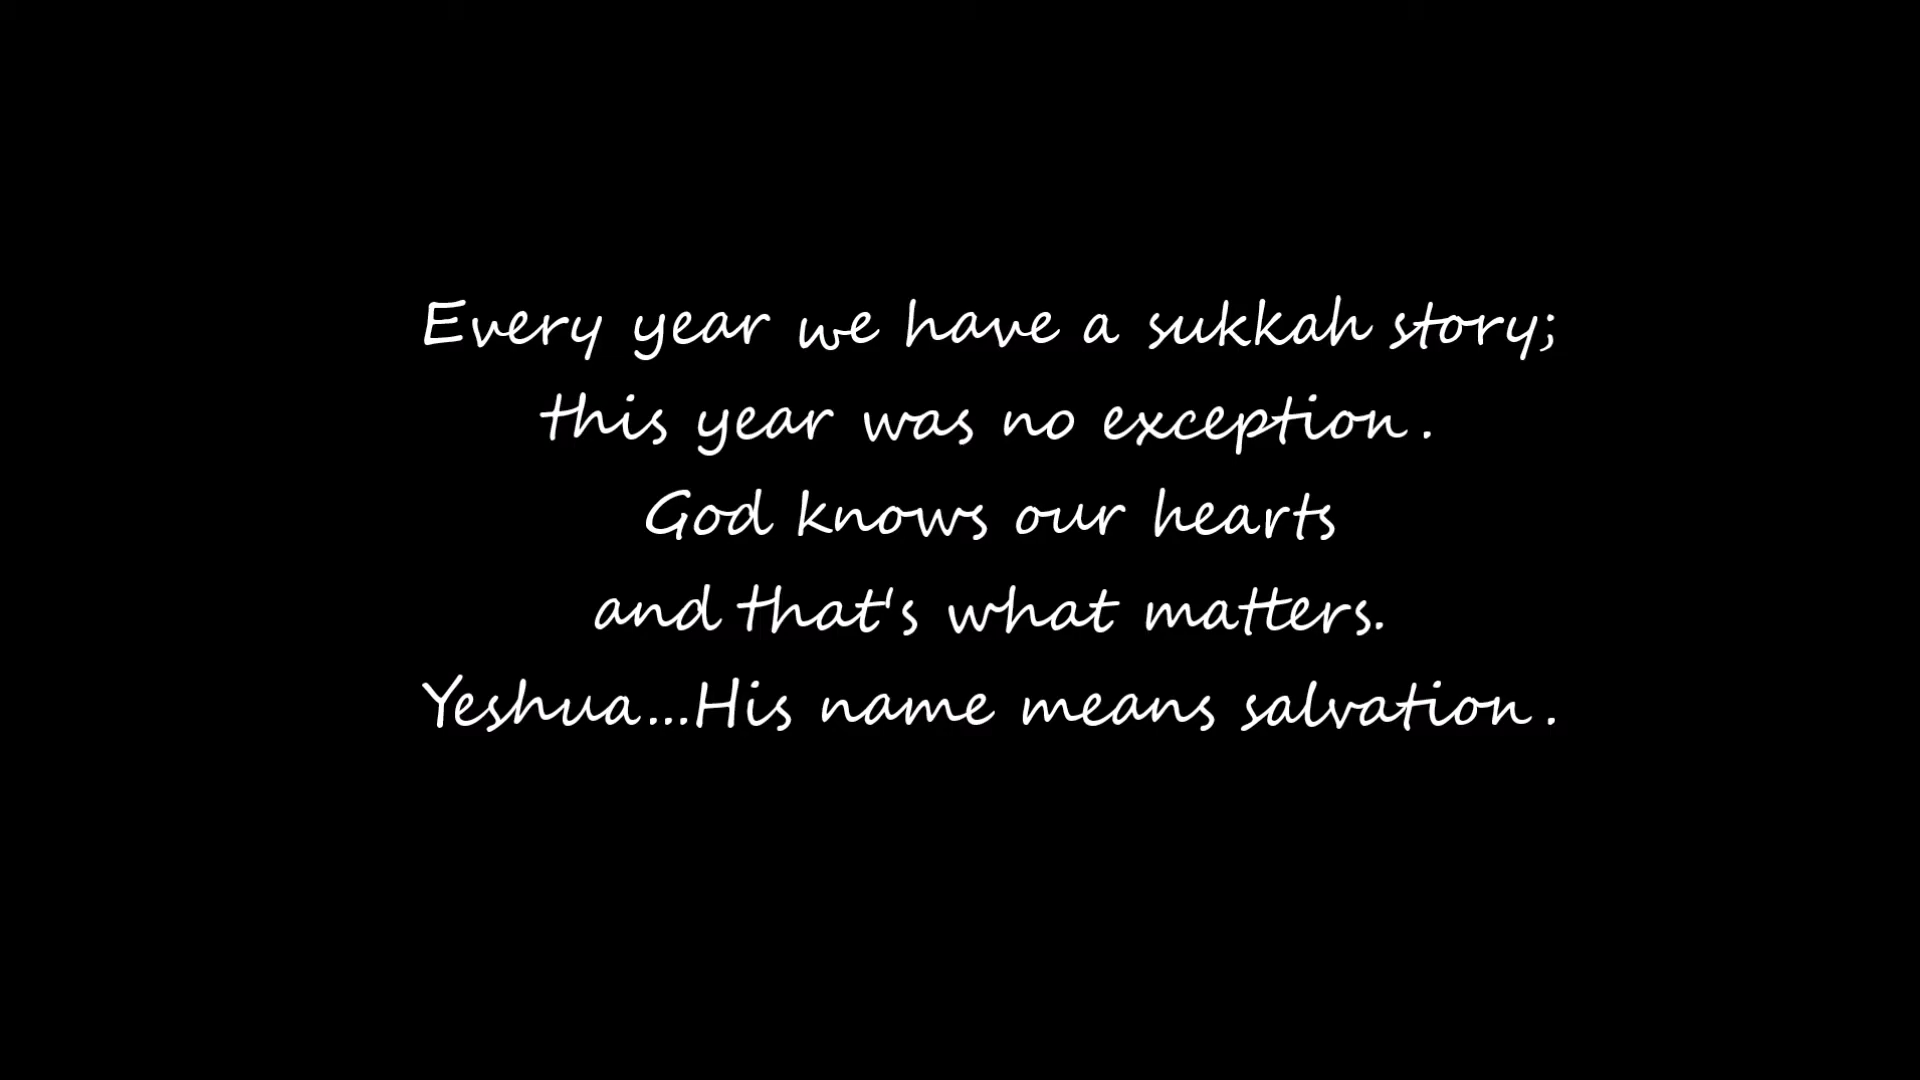 Every year we have a sukkah story;
this year was no exception.
God knows our hearts
and that's what matters.
Yeshua...His name means salvation.